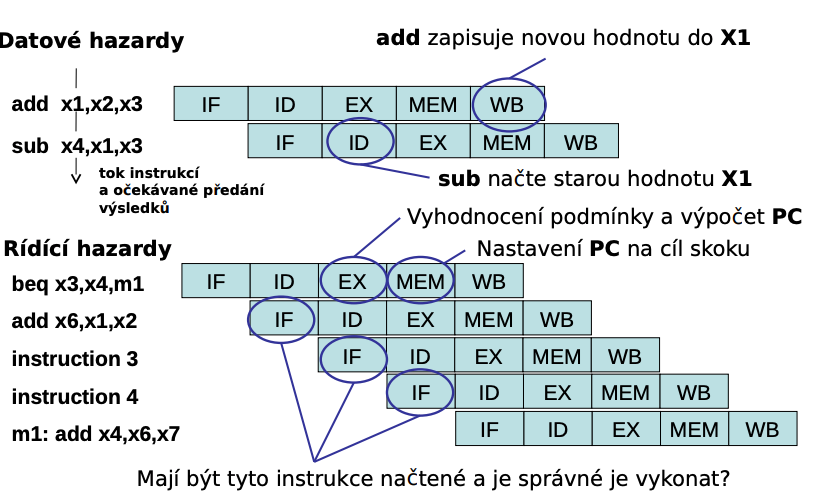 Datové hazardy
add zapisuje novou hodnotu do X1
add x1,x2,x3 IF ID EX MEM WB
sub x4,x1,x3 IF ID EX MEM WB
tok instrukcí
a očekávané předání
výsledků
sub načte starou hodnotu X1
Vyhodnocení podmínky a výpočet PC
Rídící hazardy
Nastavení PC na cíl skoku
beq x3,x4,m1 IF ID EX MEM WB
add x6,x1,x2 IF ID EX MEM WB
instruction 3 IF ID EX MEM WB
instruction 4 IF ID EX MEM WB
m1: add x4,x6,x7 IF ID EX MEM WB
Mají být tyto instrukce načtené a je správné je vykonat?